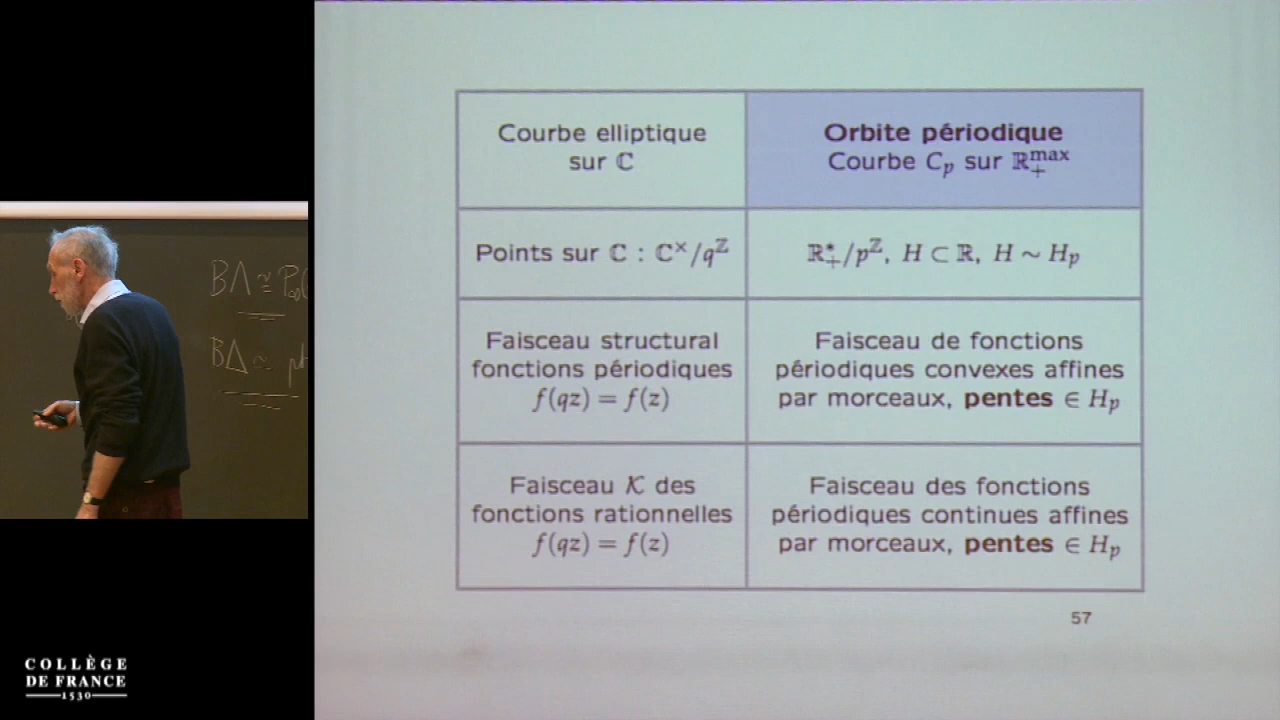 Courbe elliptique
sur ℂ
Orbite périodique
Courbe C_p sur ℝ_+^max
Points sur ℂ : ℂ^×/q^ℤ
ℝ_+^*/p^ℤ, H ⊂ ℝ, H ∼ H_p
Faisceau structural
fonctions périodiques
f(qz) = f(z)
Faisceau de fonctions
périodiques convexes affines
par morceaux, pentes ∈ H_p
Faisceau 𝒦 des
fonctions rationnelles
f(qz) = f(z)
Faisceau des fonctions
périodiques continues affines
par morceaux, pentes ∈ H_p
57
BΛ ≃
BΔ ≃
COLLÈGE
DE FRANCE
1530